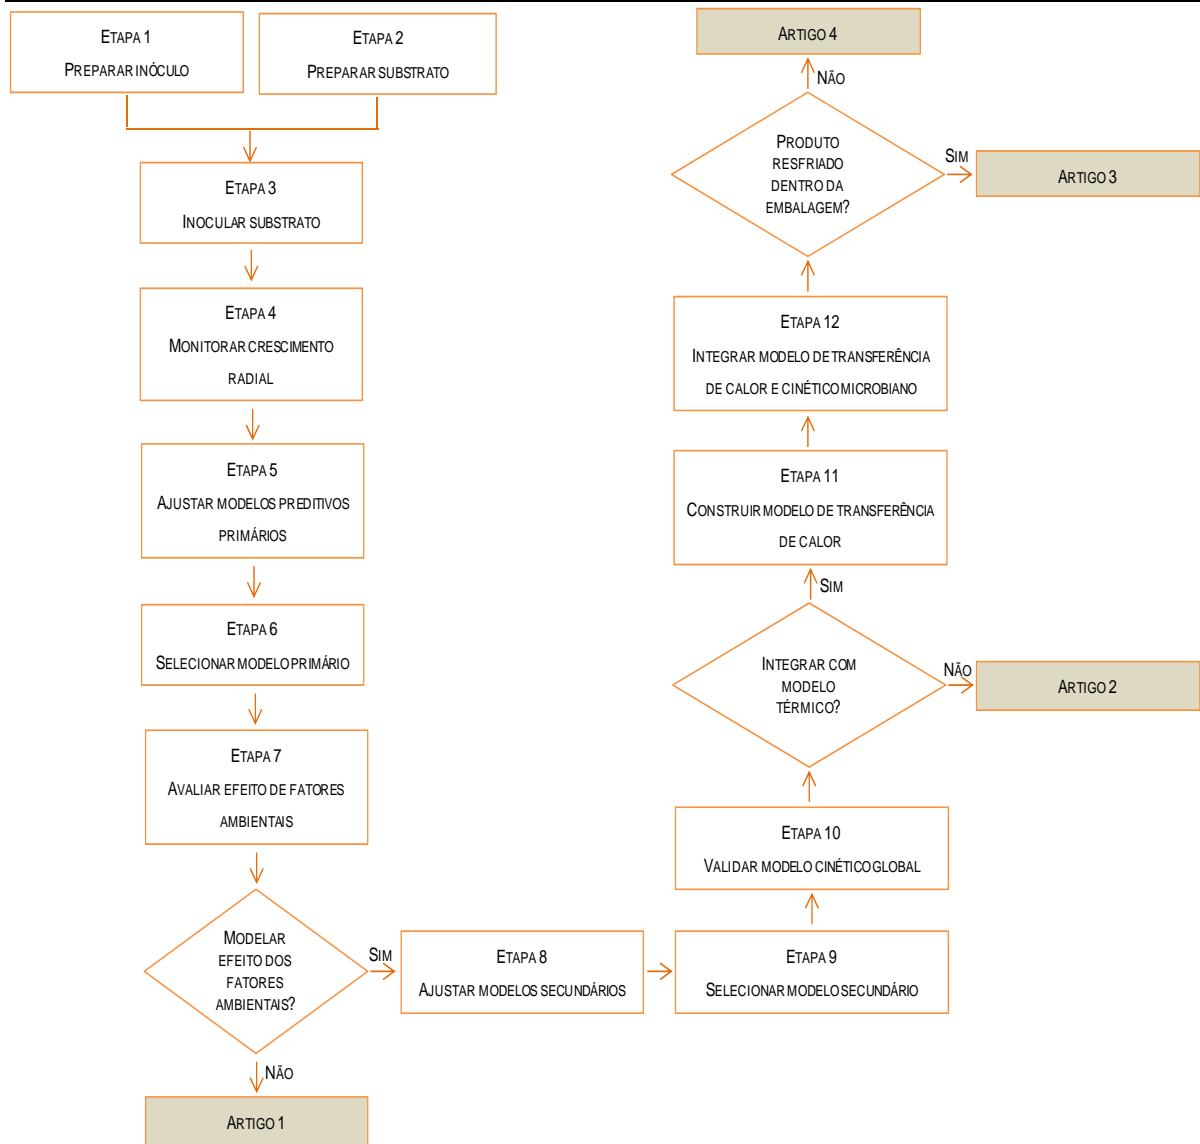 ETAPA 1
PREPARAR INÓCULO
ETAPA 2
PREPARAR SUBSTRATO
ETAPA 3
INOCULAR SUBSTRATO
ETAPA 4
MONITORAR CRESCIMENTO
RADIAL
ETAPA 5
AJUSTAR MODELOS PREDITIVOS
PRIMÁRIOS
ETAPA 6
SELECIONAR MODELO PRIMÁRIO
ETAPA 7
AVALIAR EFEITO DE FATORES
AMBIENTAIS
MODELAR
EFEITO DOS
FATORES
AMBIENTAIS?
NÃO
ARTIGO 1
SIM
ETAPA 8
AJUSTAR MODELOS SECUNDÁRIOS
ETAPA 9
SELECIONAR MODELO SECUNDÁRIO
ETAPA 10
VALIDAR MODELO CINÉTICO GLOBAL
INTEGRAR COM
MODELO
TÉRMICO?
NÃO
ARTIGO 2
SIM
ETAPA 11
CONSTRUIR MODELO DE TRANSFERÊNCIA
DE CALOR
ETAPA 12
INTEGRAR MODELO DE TRANSFERÊNCIA
DE CALOR E CINÉTICO MICROBIANO
PRODUTO
RESFRIADO
DENTRO DA
EMBALAGEM?
SIM
ARTIGO 3
NÃO
ARTIGO 4